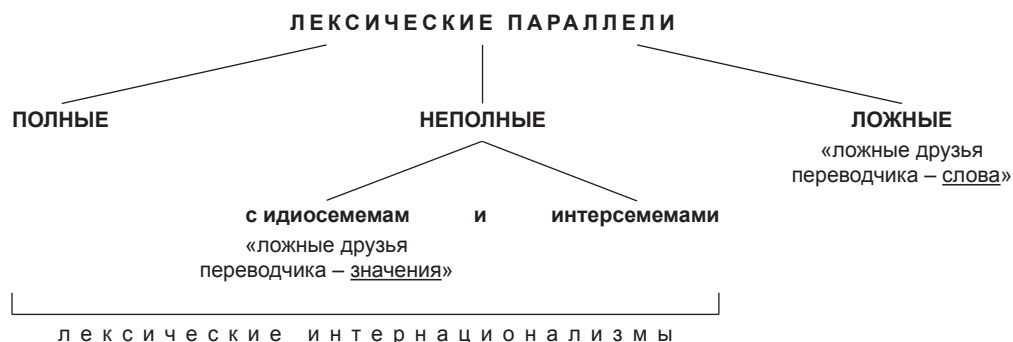 ЛЕКСИЧЕСКИЕ ПАРАЛЛЕЛИ
ПОЛНЫЕ НЕПОЛНЫЕ ЛОЖНЫЕ
«ложные друзья
переводчика – слова»
с идиосемемам и интерсемемами
«ложные друзья
переводчика – значения»
лексические интернационализмы